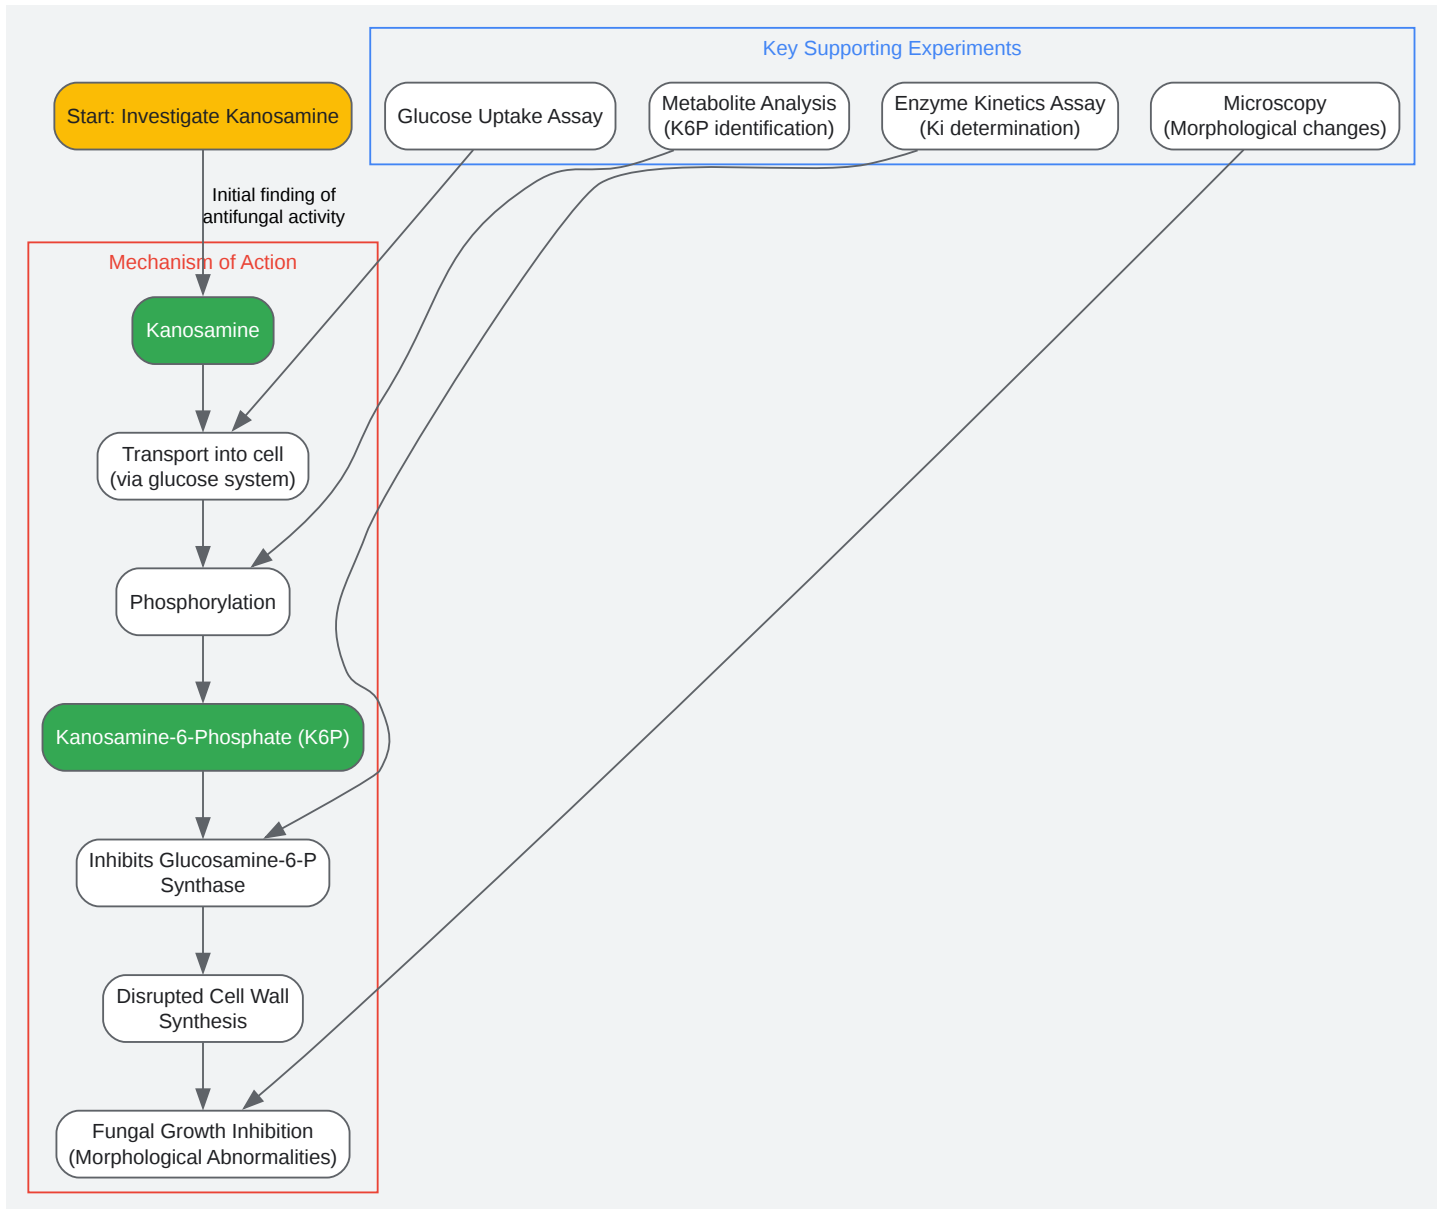 Key Supporting Experiments
Start: Investigate Kanosamine
Glucose Uptake Assay
Metabolite Analysis
(K6P identification)
Enzyme Kinetics Assay
(Ki determination)
Microscopy
(Morphological changes)
Initial finding of
antifungal activity
Mechanism of Action
Kanosamine
Transport into cell
(via glucose system)
Phosphorylation
Kanosamine-6-Phosphate (K6P)
Inhibits Glucosamine-6-P
Synthase
Disrupted Cell Wall
Synthesis
Fungal Growth Inhibition
(Morphological Abnormalities)